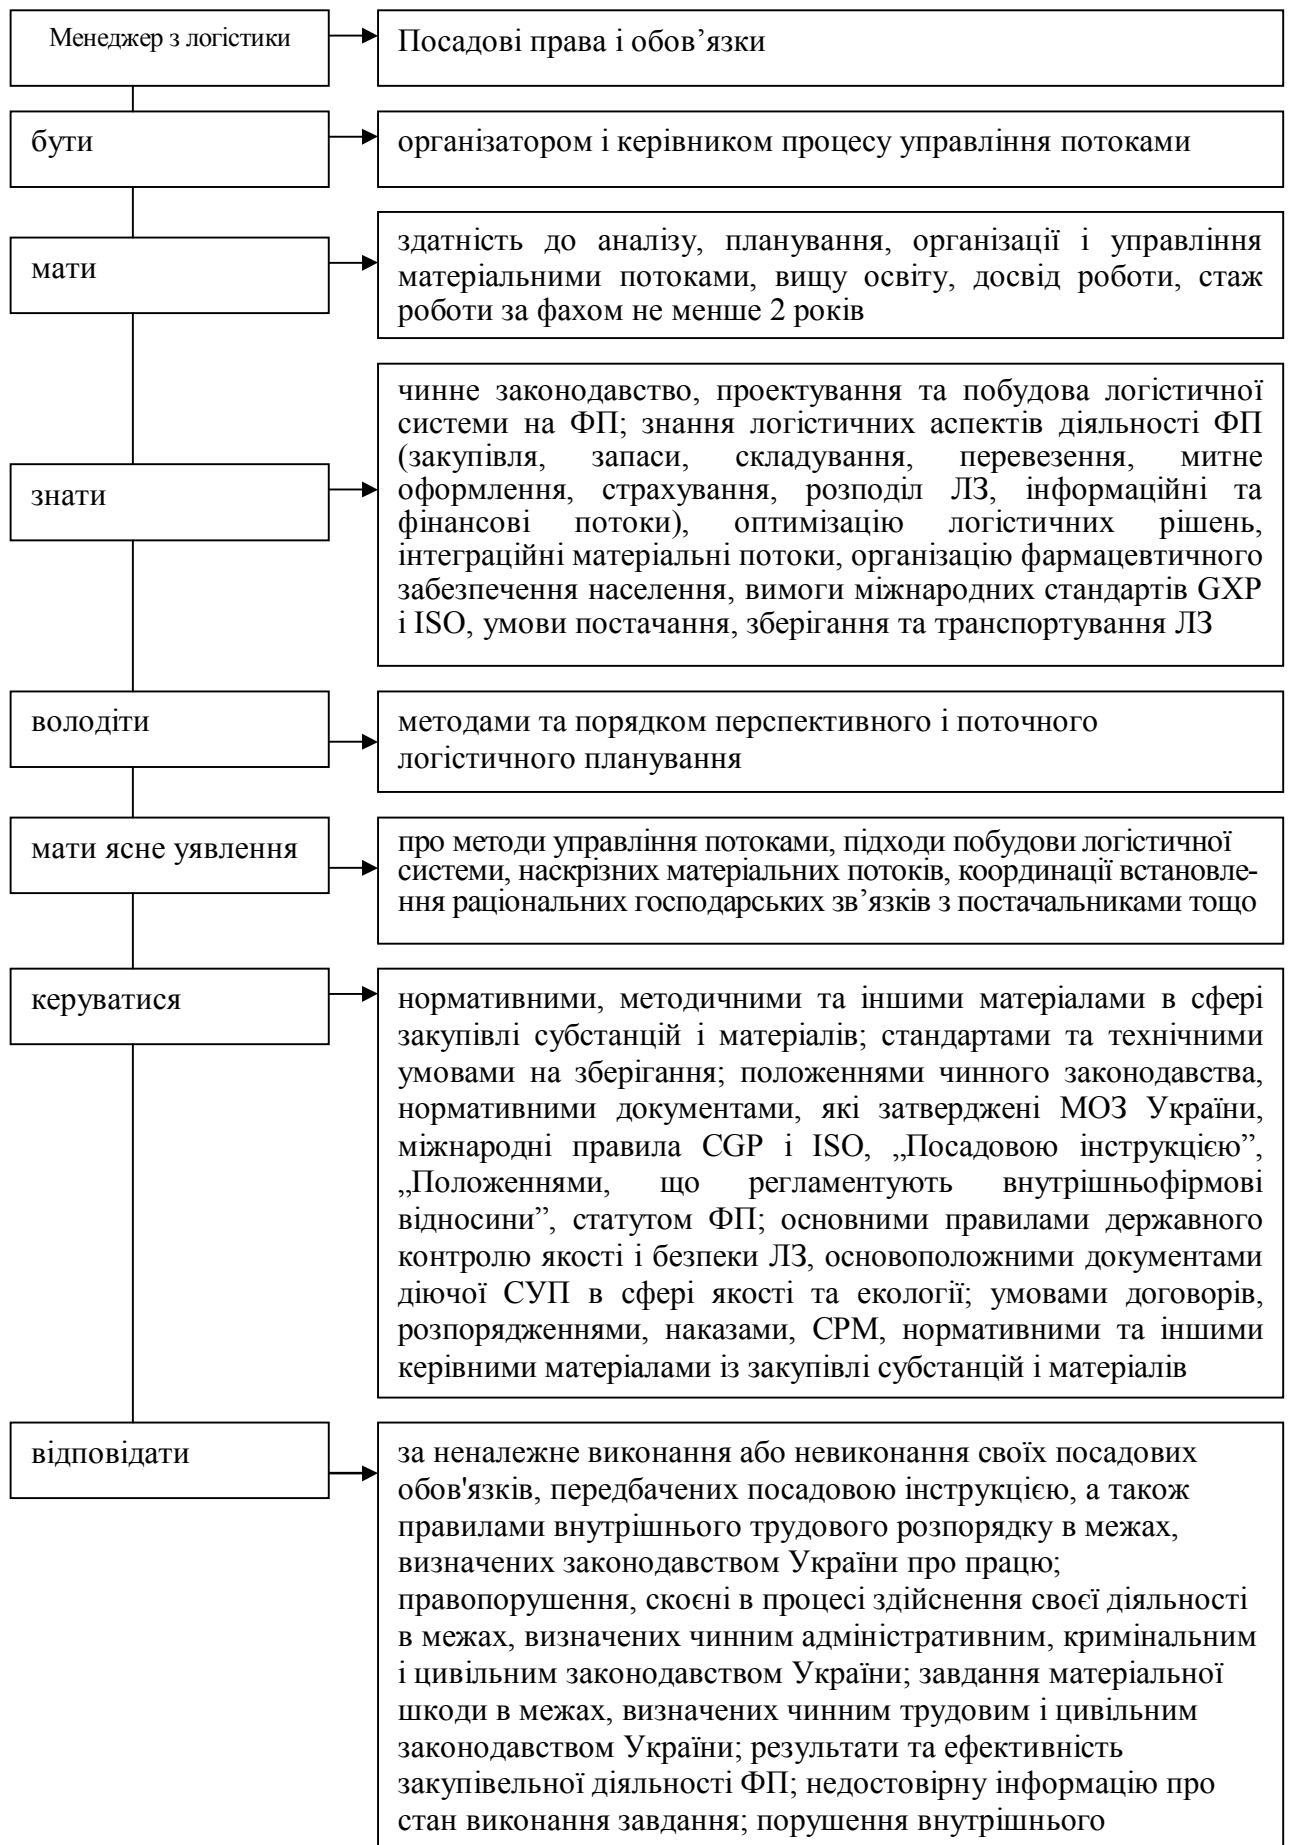 Менеджер з логістики
Посадові права і обов’язки
бути
організатором і керівником процесу управління потоками
мати
здатність до аналізу, планування, організації і управління
матеріальними потоками, вищу освіту, досвід роботи, стаж
роботи за фахом не менше 2 років
знати
чинне законодавство, проектування та побудова логістичної
системи на ФП; знання логістичних аспектів діяльності ФП
(закупівля, запаси, складування, перевезення, митне
оформлення, страхування, розподіл ЛЗ, інформаційні та
фінансові потоки), оптимізацію логістичних рішень,
інтеграційні матеріальні потоки, організацію фармацевтичного
забезпечення населення, вимоги міжнародних стандартів GXP
і ISO, умови постачання, зберігання та транспортування ЛЗ
володіти
методами та порядком перспективного і поточного
логістичного планування
мати ясне уявлення
про методи управління потоками, підходи побудови логістичної
системи, наскрізних матеріальних потоків, координації встановле-
ння раціональних господарських зв’язків з постачальниками тощо
керуватися
нормативними, методичними та іншими матеріалами в сфері
закупівлі субстанцій і матеріалів; стандартами та технічними
умовами на зберігання; положеннями чинного законодавства,
нормативними документами, які затверджені МОЗ України,
міжнародні правила CGP і ISO, „Посадовою інструкцією”,
„Положеннями, що регламентують внутрішньофірмові
відносини”, статутом ФП; основними правилами державного
контролю якості і безпеки ЛЗ, основоположними документами
діючої СУП в сфері якості та екології; умовами договорів,
розпорядженнями, наказами, СРМ, нормативними та іншими
керівними матеріалами із закупівлі субстанцій і матеріалів
відповідати
за неналежне виконання або невиконання своїх посадових
обов'язків, передбачених посадовою інструкцією, а також
правилами внутрішнього трудового розпорядку в межах,
визначених законодавством України про працю;
правопорушення, скоєні в процесі здійснення своєї діяльності
в межах, визначених чинним адміністративним, кримінальним
і цивільним законодавством України; завдання матеріальної
шкоди в межах, визначених чинним трудовим і цивільним
законодавством України; результати та ефективність
закупівельної діяльності ФП; недостовірну інформацію про
стан виконання завдання; порушення внутрішнього